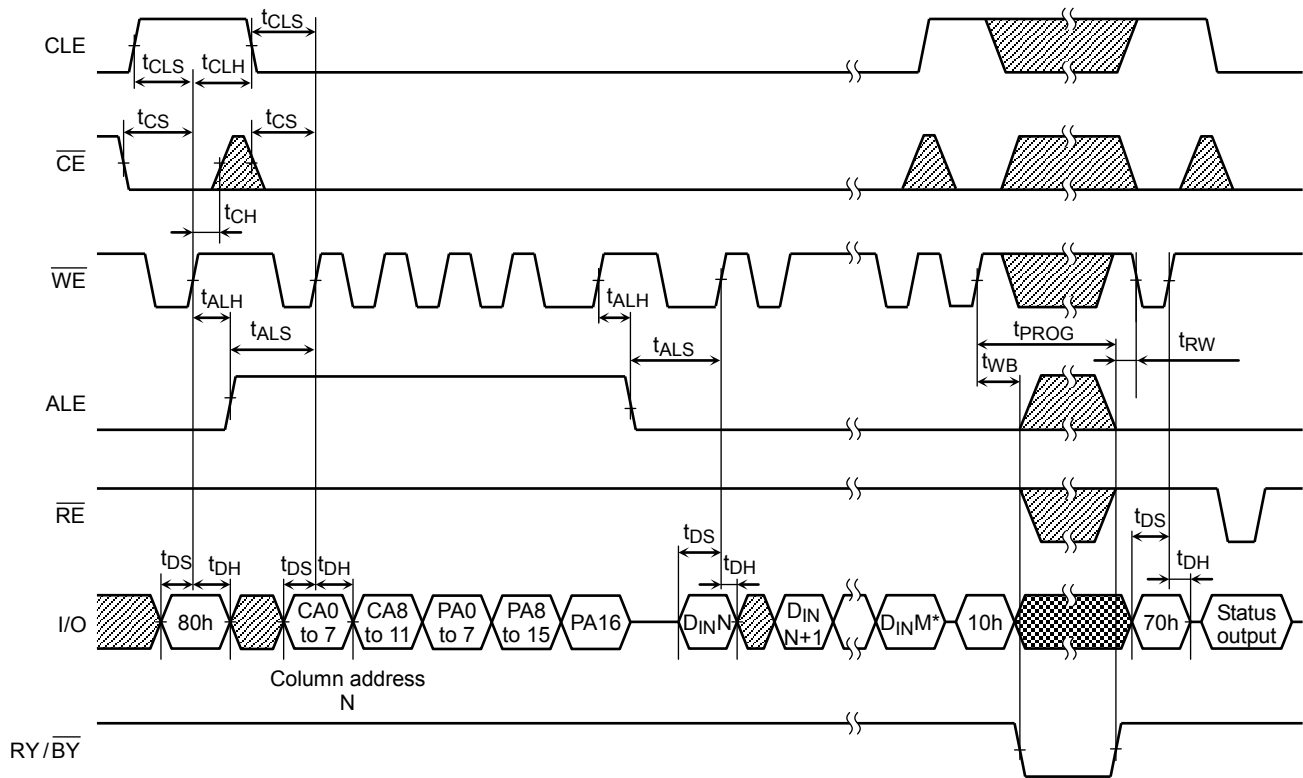 tCLS
CLE
tCLS tCLH
tCS tCS
CE
tCH
WE
tALH tALH
tALS tPROG
tALS tRW
tWB
ALE
RE
tDS tDS
tDS tDH tDS tDH tDH tDH
I/O
80h
CA0 to 7
CA8 to 11
PA0 to 7
PA8 to 15
PA16
DINN
DIN N+1
DINM*
10h
70h
Status output
Column address
N
RY/BY